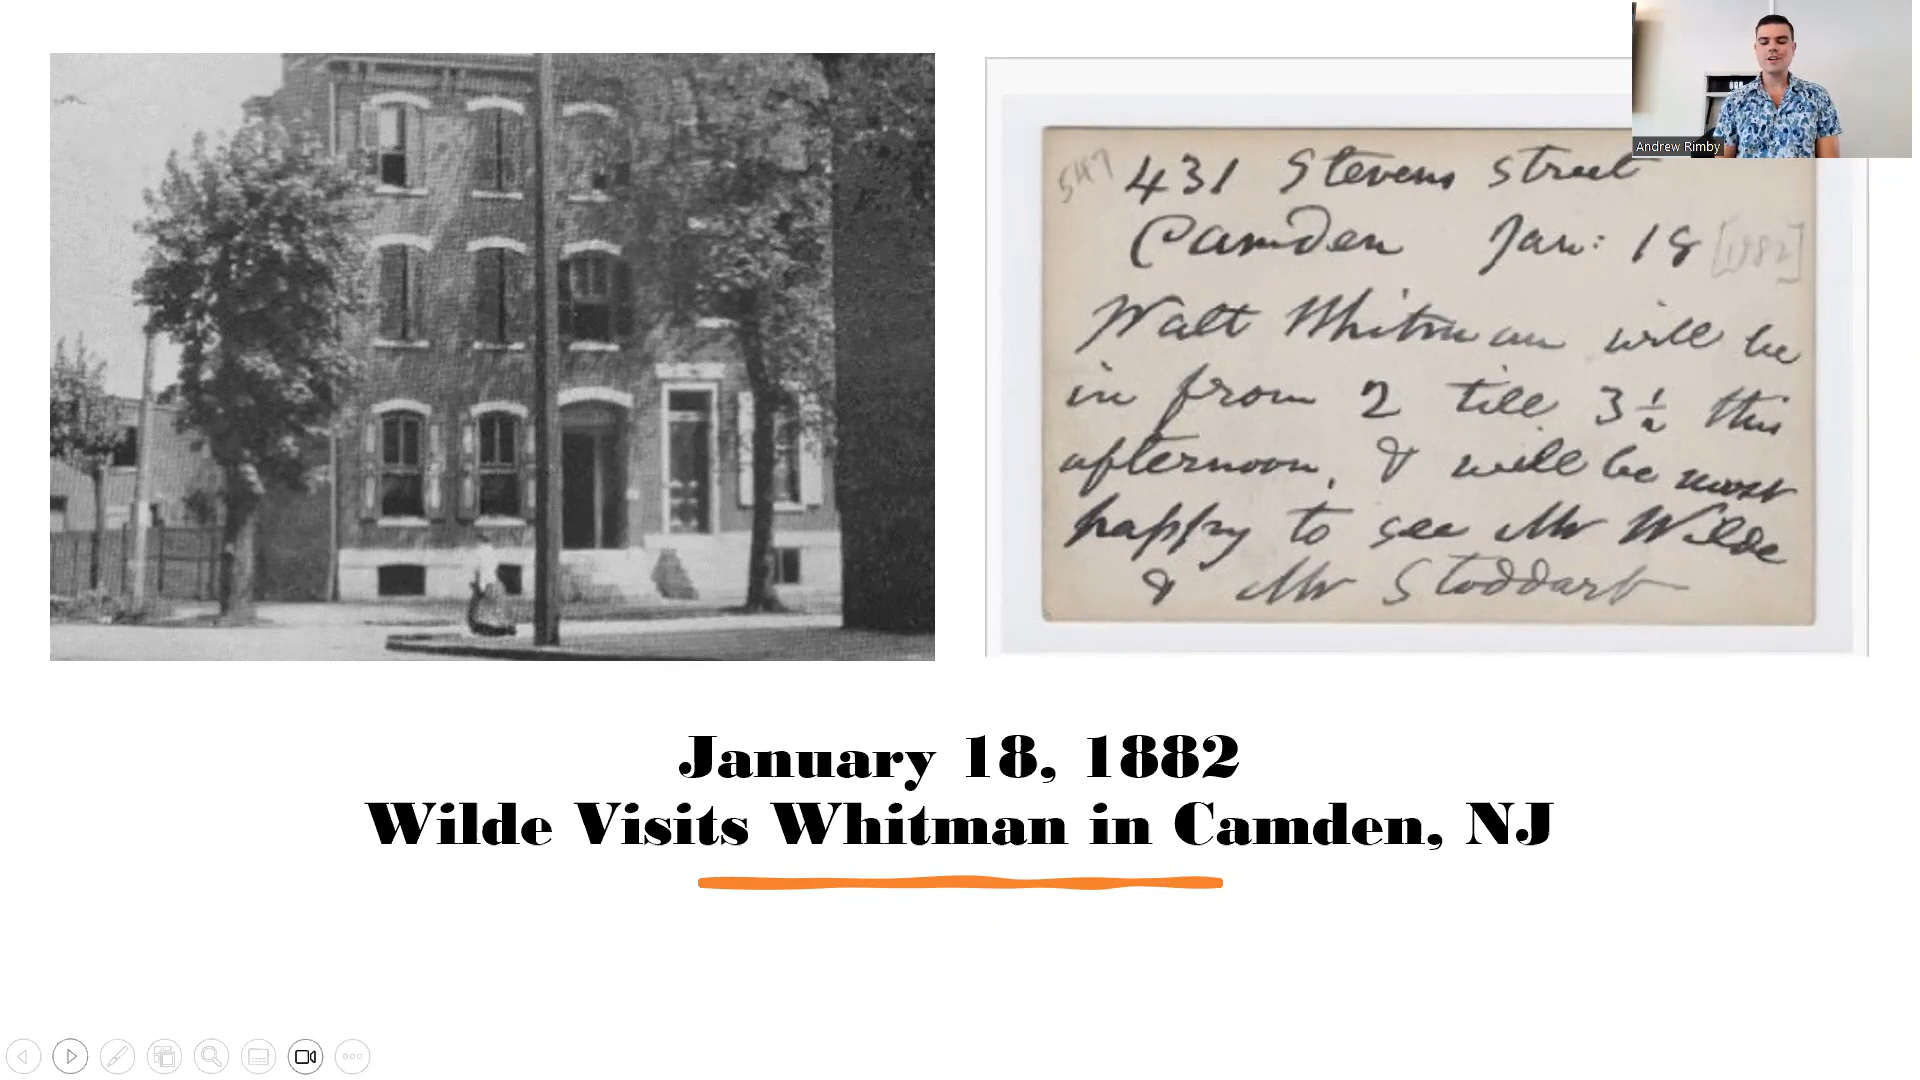 Andrew Rimby
547 431 Stevens Street
Camden Jan: 18 [1882]
Walt Whitman will be
in from 2 till 3 1/2 this
afternoon, & will be most
happy to see Mr Wilde
& Mr Stoddart
January 18, 1882
Wilde Visits Whitman in Camden, NJ